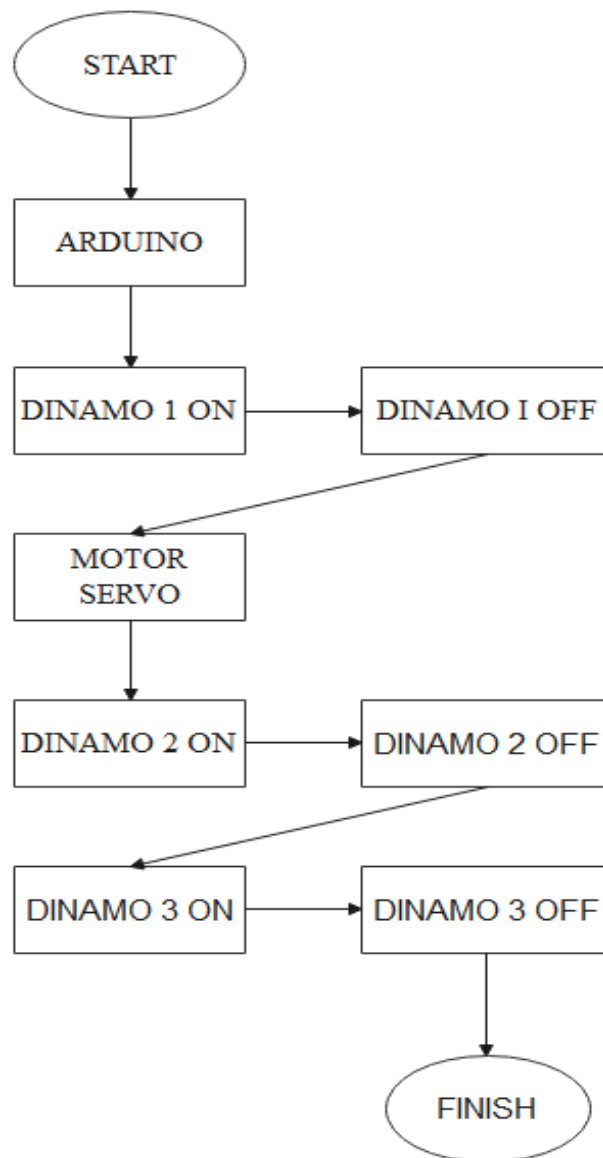 START
ARDUINO
DINAMO 1 ON
DINAMO I OFF
MOTOR
SERVO
DINAMO 2 ON
DINAMO 2 OFF
DINAMO 3 ON
DINAMO 3 OFF
FINISH